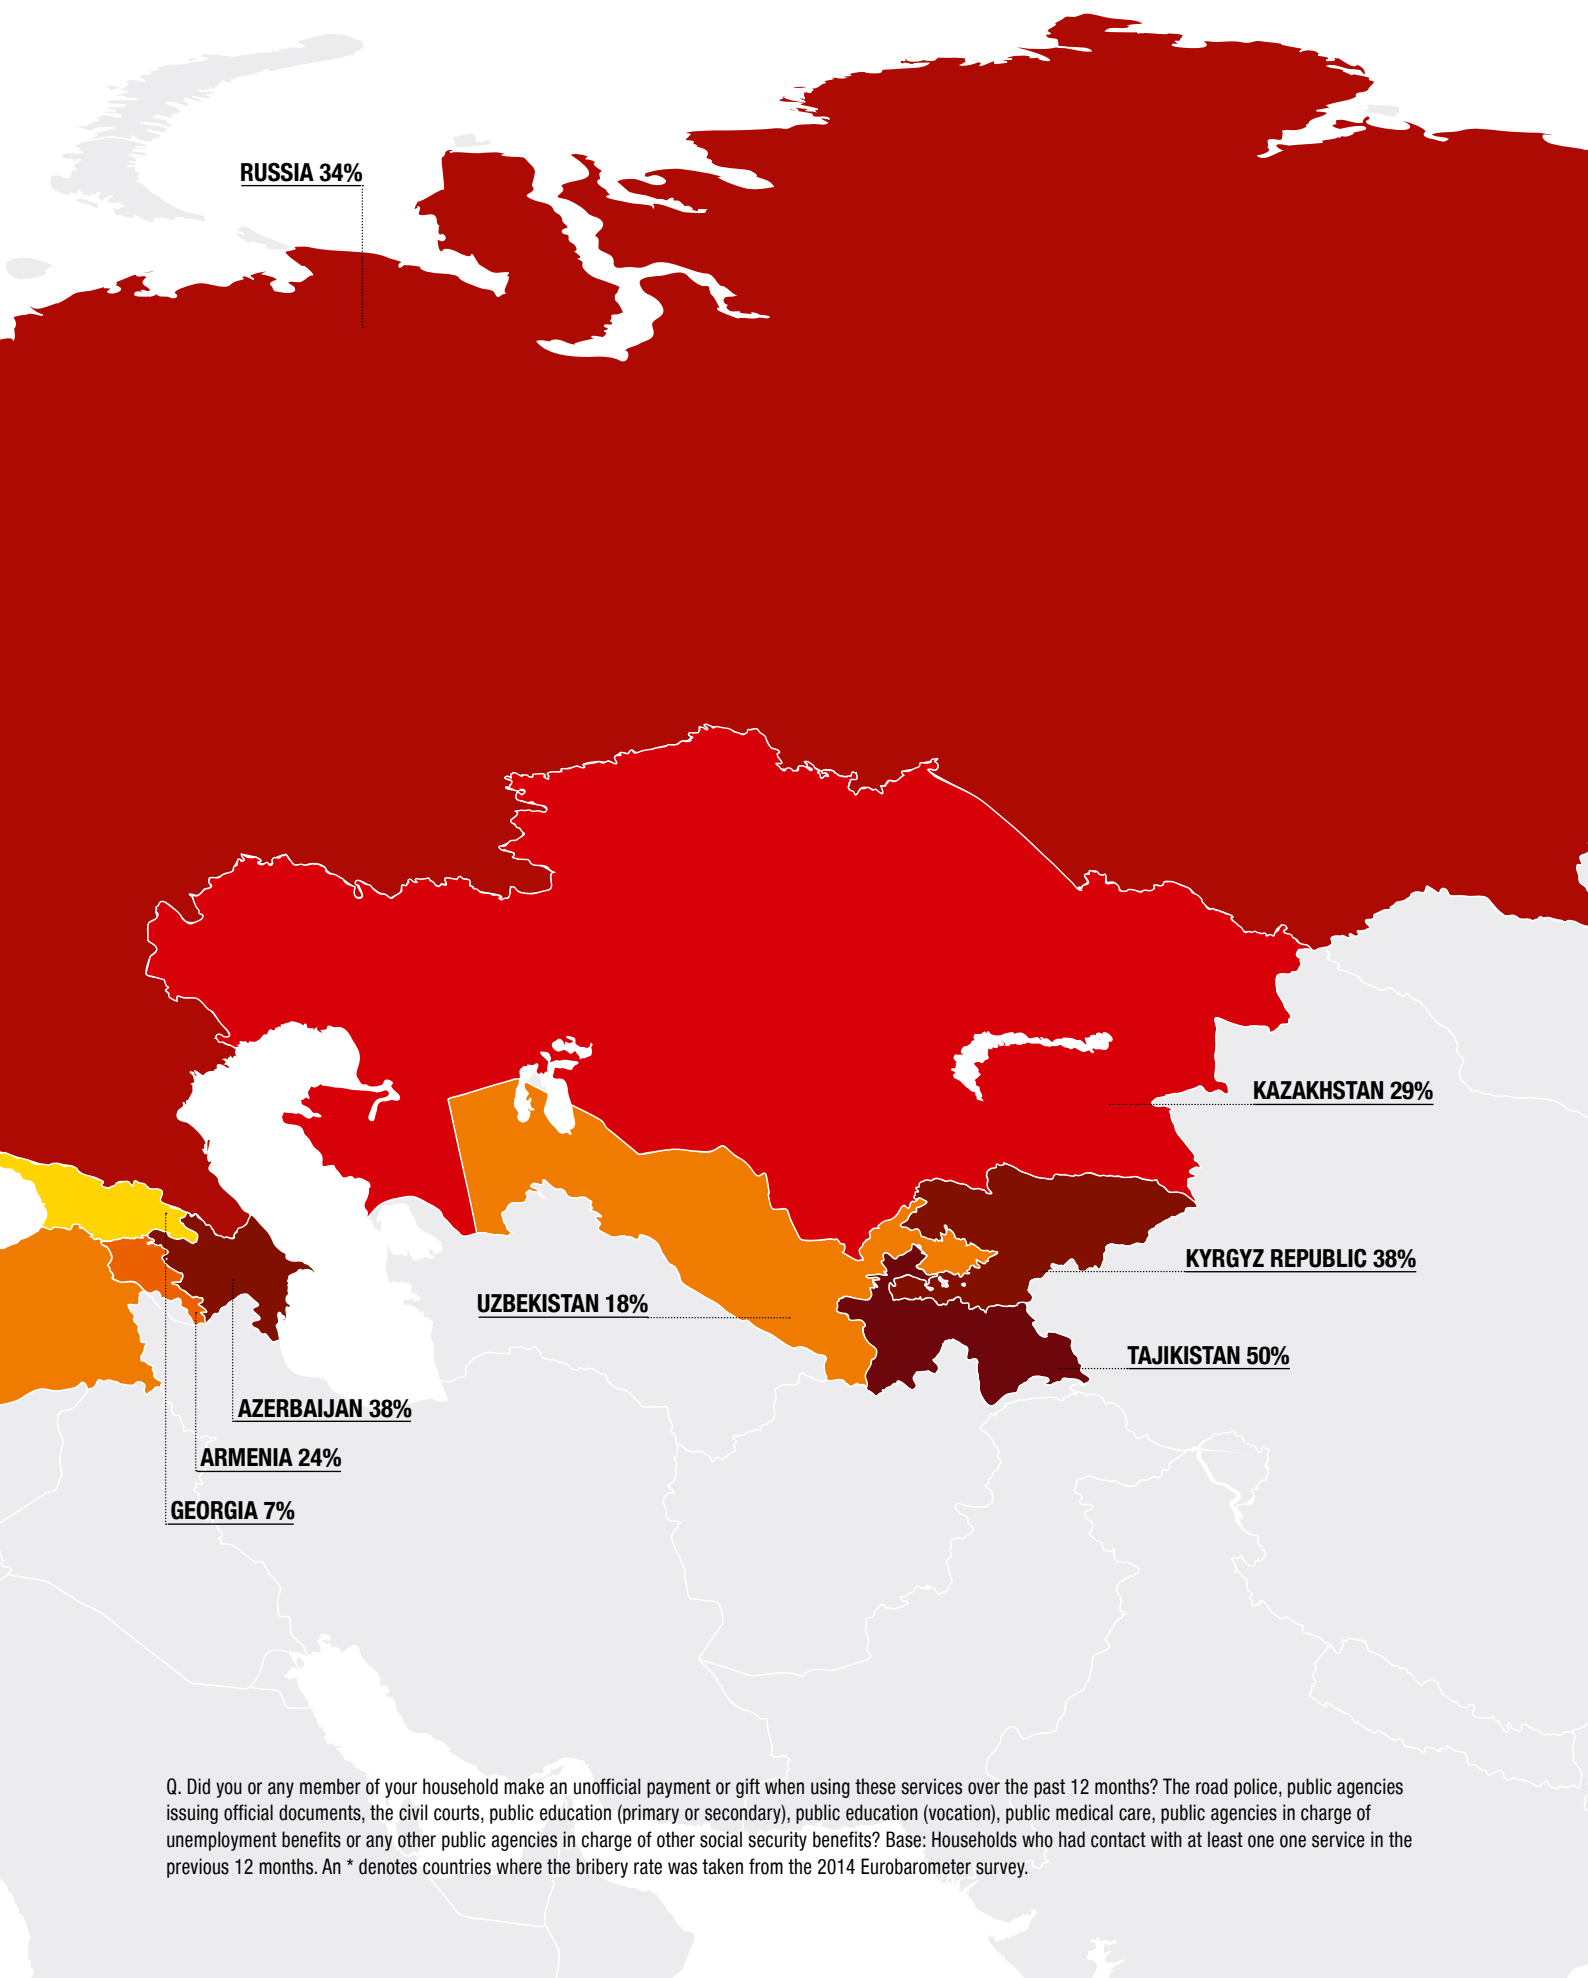 RUSSIA 34%
KAZAKHSTAN 29%
KYRGYZ REPUBLIC 38%
UZBEKISTAN 18%
TAJIKISTAN 50%
AZERBAIJAN 38%
ARMENIA 24%
GEORGIA 7%
Q. Did you or any member of your household make an unofficial payment or gift when using these services over the past 12 months? The road police, public agencies
issuing official documents, the civil courts, public education (primary or secondary), public education (vocation), public medical care, public agencies in charge of
unemployment benefits or any other public agencies in charge of other social security benefits? Base: Households who had contact with at least one one service in the
previous 12 months. An * denotes countries where the bribery rate was taken from the 2014 Eurobarometer survey.